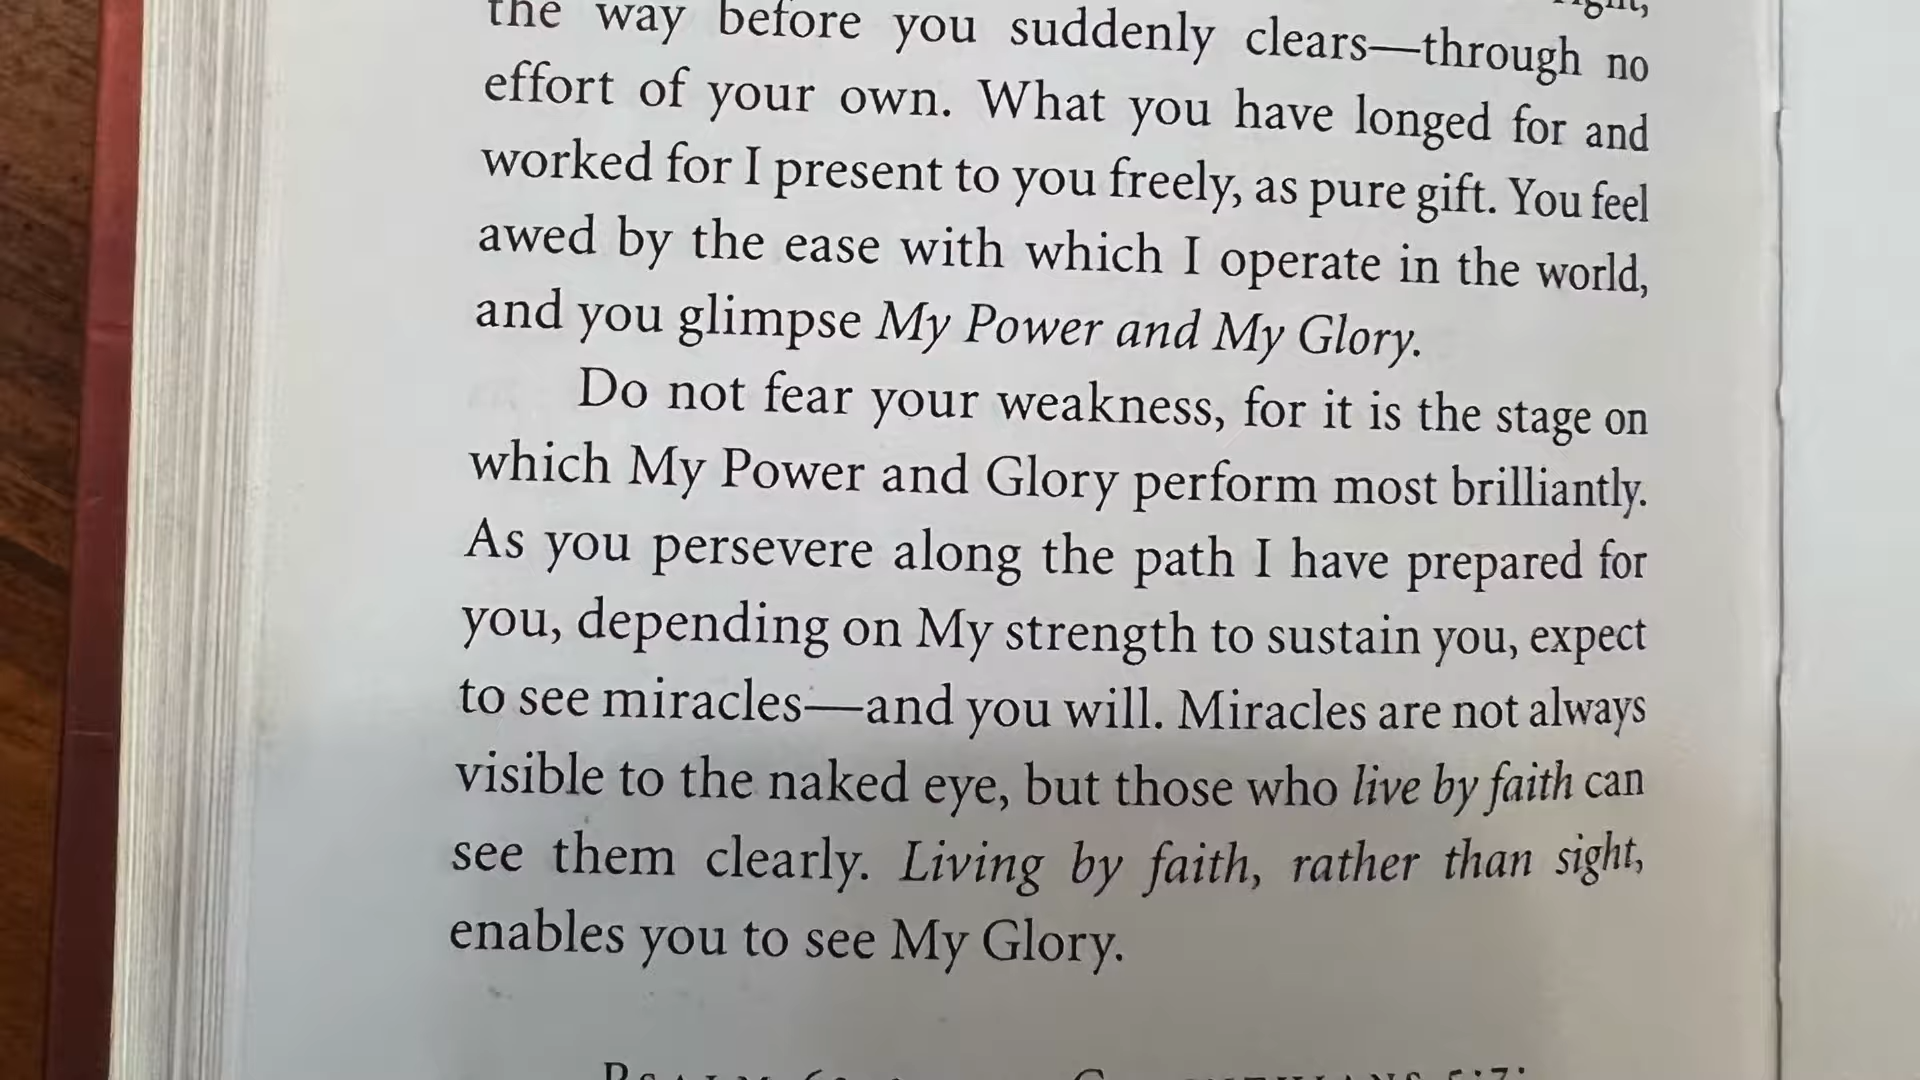 the way before you suddenly clears—through no
effort of your own. What you have longed for and
worked for I present to you freely, as pure gift. You feel
awed by the ease with which I operate in the world,
and you glimpse My Power and My Glory.
Do not fear your weakness, for it is the stage on
which My Power and Glory perform most brilliantly.
As you persevere along the path I have prepared for
you, depending on My strength to sustain you, expect
to see miracles—and you will. Miracles are not always
visible to the naked eye, but those who live by faith can
see them clearly. Living by faith, rather than sight,
enables you to see My Glory.